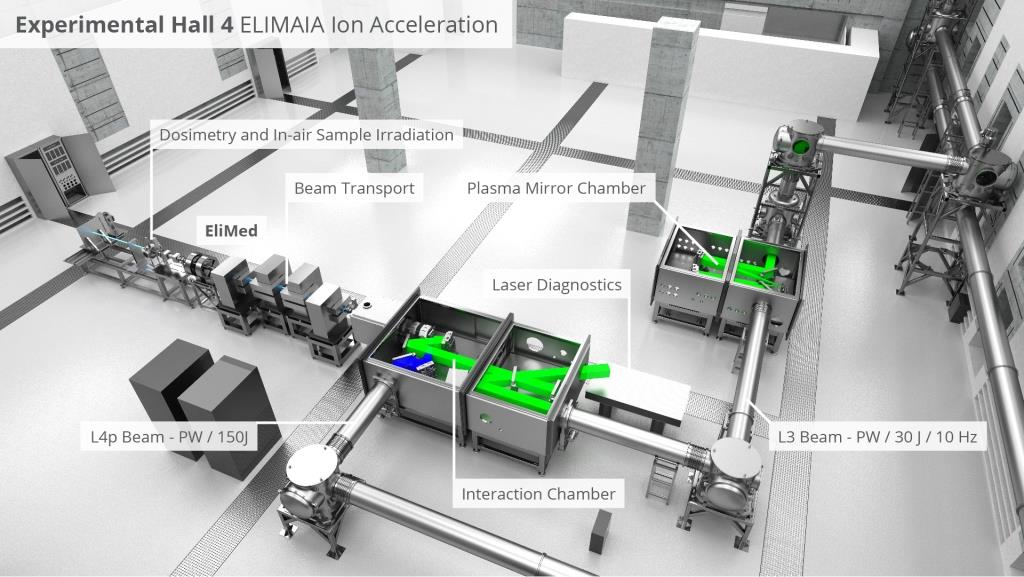 Experimental Hall 4 ELIMAIA Ion Acceleration
Dosimetry and In-air Sample Irradiation
Beam Transport
Plasma Mirror Chamber
EliMed
Laser Diagnostics
L4p Beam - PW / 150J
L3 Beam - PW / 30 J / 10 Hz
Interaction Chamber